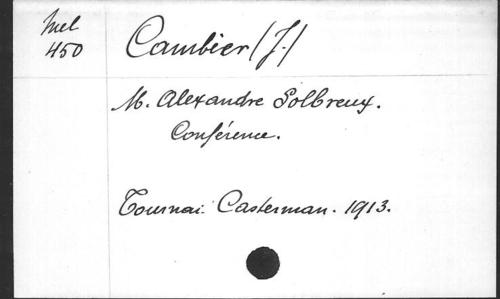 Mel
450
Cambier (J.)
M. Alexandre Solbreux.
Conférence.
Tournai. Casterman. 1913.